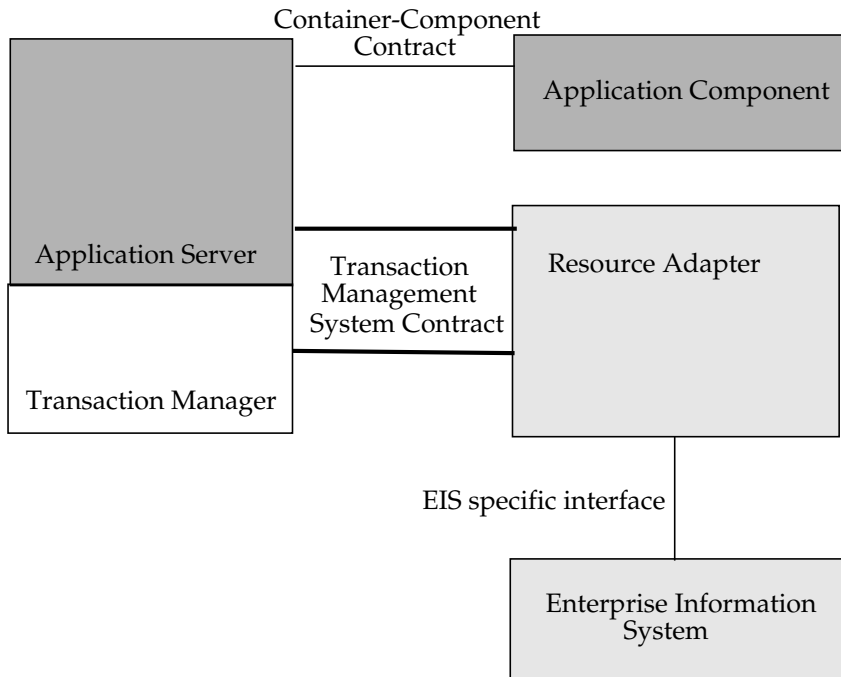 Container-Component
Contract
Application Component
Application Server
Transaction
Management
System Contract
Resource Adapter
Transaction Manager
EIS specific interface
Enterprise Information
System